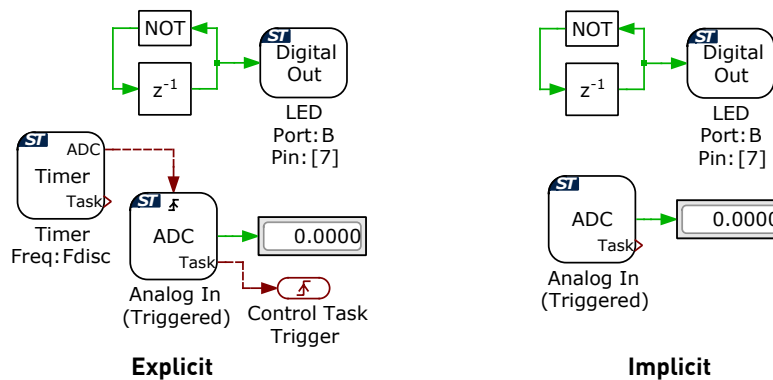 NOT
z⁻¹
ST
Digital
Out
LED
Port:B
Pin:[7]
ST
ADC
Timer
Task
Timer
Freq:Fdisc
ST
ADC
Task
0.0000
Analog In
(Triggered)
Control Task
Trigger
Explicit
NOT
z⁻¹
ST
Digital
Out
LED
Port:B
Pin:[7]
ST
ADC
Task
0.0000
Analog In
(Triggered)
Implicit